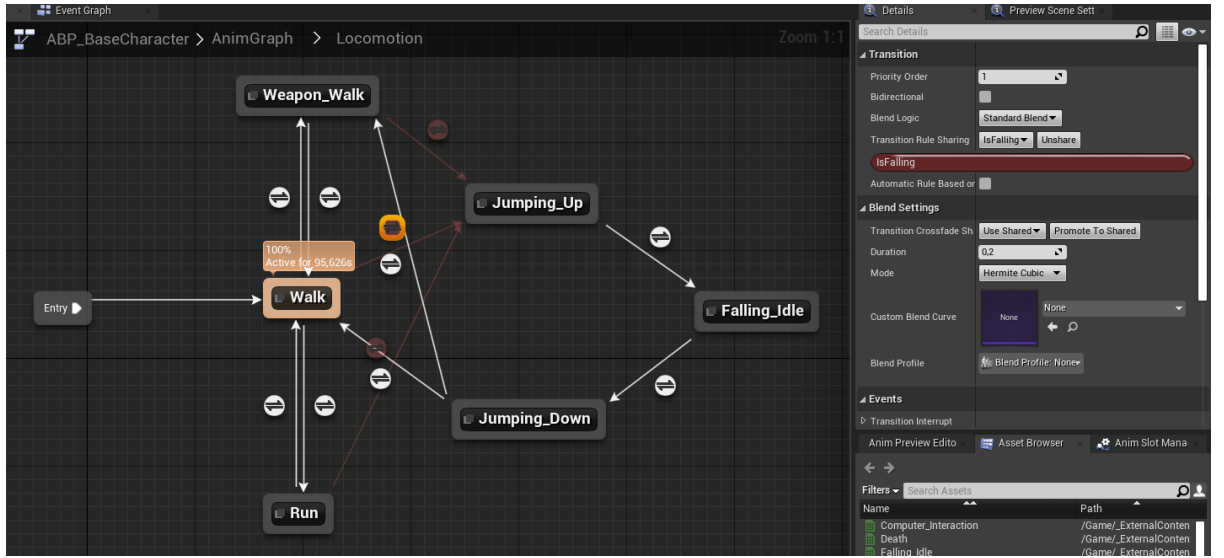 Event Graph
ABP_BaseCharacter > AnimGraph > Locomotion
Zoom 1:1
Weapon_Walk
Jumping_Up
100%
Active for 95,626s
Walk
Entry
Falling_Idle
Jumping_Down
Run
Details
Preview Scene Sett
Search Details
Transition
Priority Order 1
Bidirectional
Blend Logic Standard Blend
Transition Rule Sharing IsFalling Unshare
IsFalling
Automatic Rule Based or
Blend Settings
Transition Crossfade Sh Use Shared Promote To Shared
Duration 0,2
Mode Hermite Cubic
Custom Blend Curve None None
Blend Profile Blend Profile: None
Events
Transition Interrupt
Anim Preview Edito Asset Browser Anim Slot Mana
Filters Search Assets
Name Path
Computer_Interaction /Game/_ExternalConten
Death /Game/_ExternalConten
Falling_Idle /Game/_ExternalConten